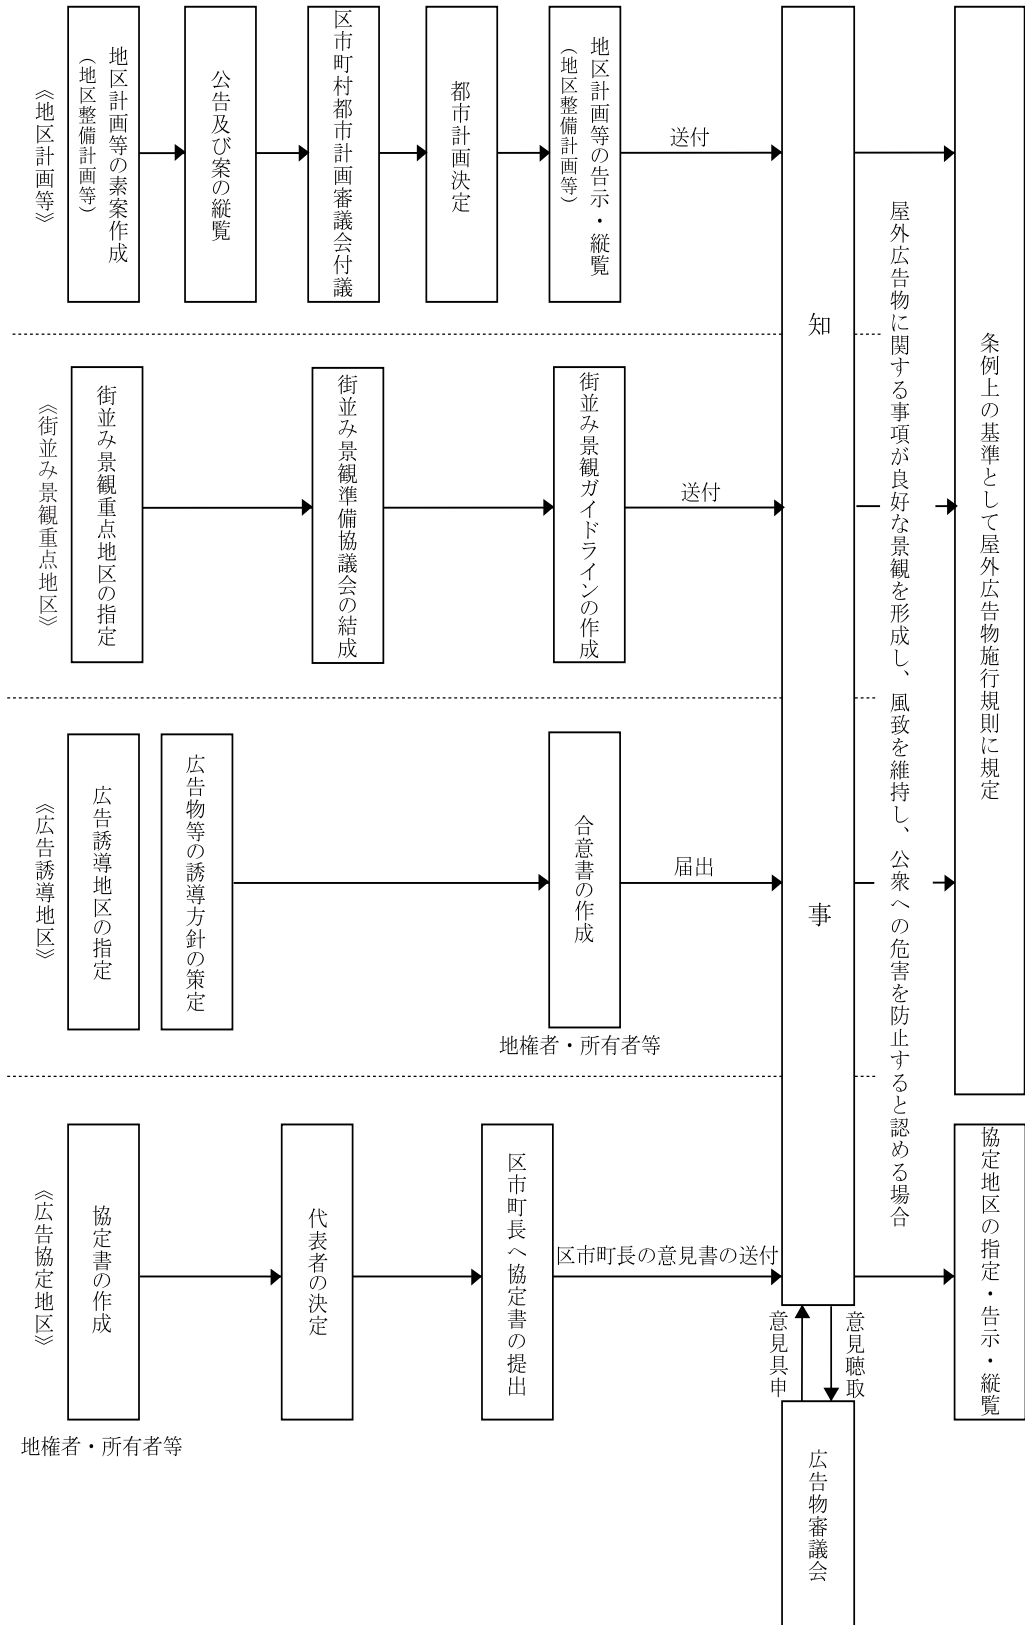 《地区計画等》
地区計画等の素案作成
(地区整備計画等)
公告及び案の縦覧
区市町村都市計画審議会付議
都市計画決定
地区計画等の告示・縦覧
(地区整備計画等)
送付
《街並み景観重点地区》
街並み景観重点地区の指定
街並み景観準備協議会の結成
街並み景観ガイドラインの作成
送付
《広告誘導地区》
広告誘導地区の指定
広告物等の誘導方針の策定
合意書の作成
地権者・所有者等
届出
《広告協定地区》
協定書の作成
地権者・所有者等
代表者の決定
区市町長へ協定書の提出
区市町長の意見書の送付
知事
意見具申
意見聴取
広告物審議会
屋外広告物に関する事項が良好な景観を形成し、風致を維持し、公衆への危害を防止すると認める場合
条例上の基準として屋外広告物施行規則に規定
協定地区の指定・告示・縦覧